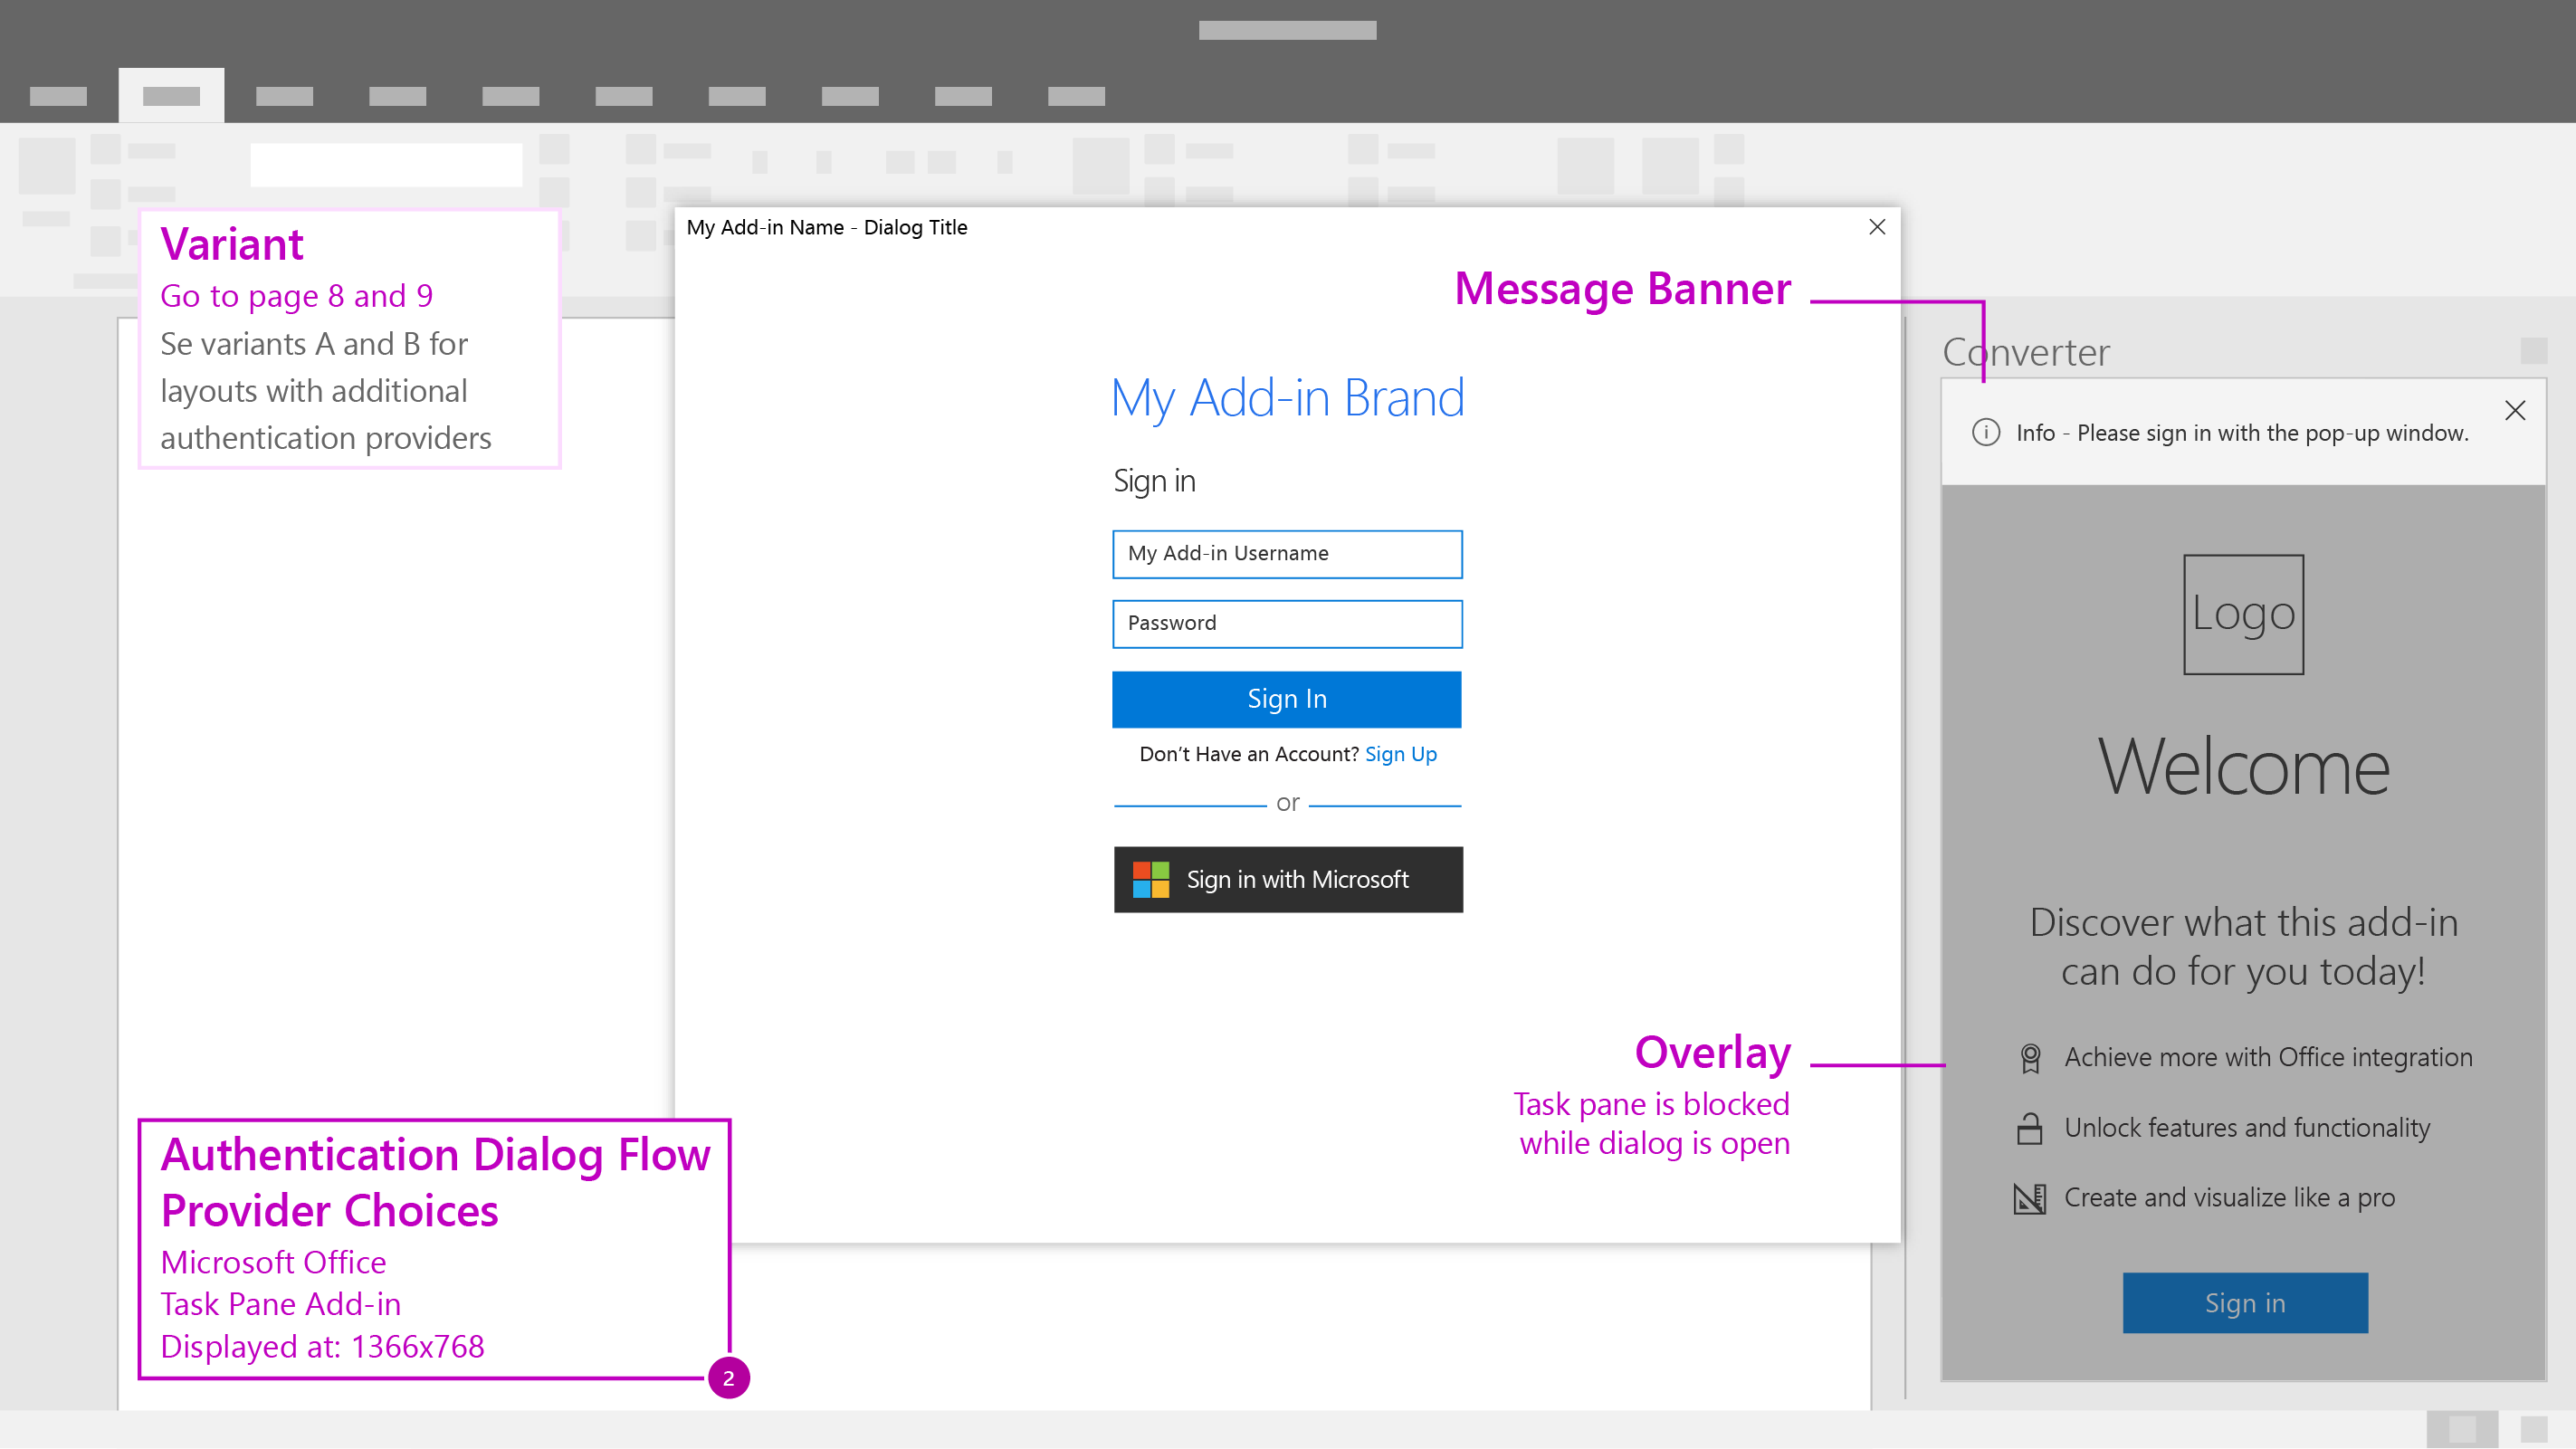 Variant
Go to page 8 and 9
Se variants A and B for
layouts with additional
authentication providers
My Add-in Name - Dialog Title
Message Banner
My Add-in Brand
Sign in
My Add-in Username
Password
Sign In
Don’t Have an Account? Sign Up
or
Sign in with Microsoft
Overlay
Task pane is blocked
while dialog is open
Converter
Info - Please sign in with the pop-up window.
Logo
Welcome
Discover what this add-in
can do for you today!
Achieve more with Office integration
Unlock features and functionality
Create and visualize like a pro
Sign in
Authentication Dialog Flow
Provider Choices
Microsoft Office
Task Pane Add-in
Displayed at: 1366x768
2